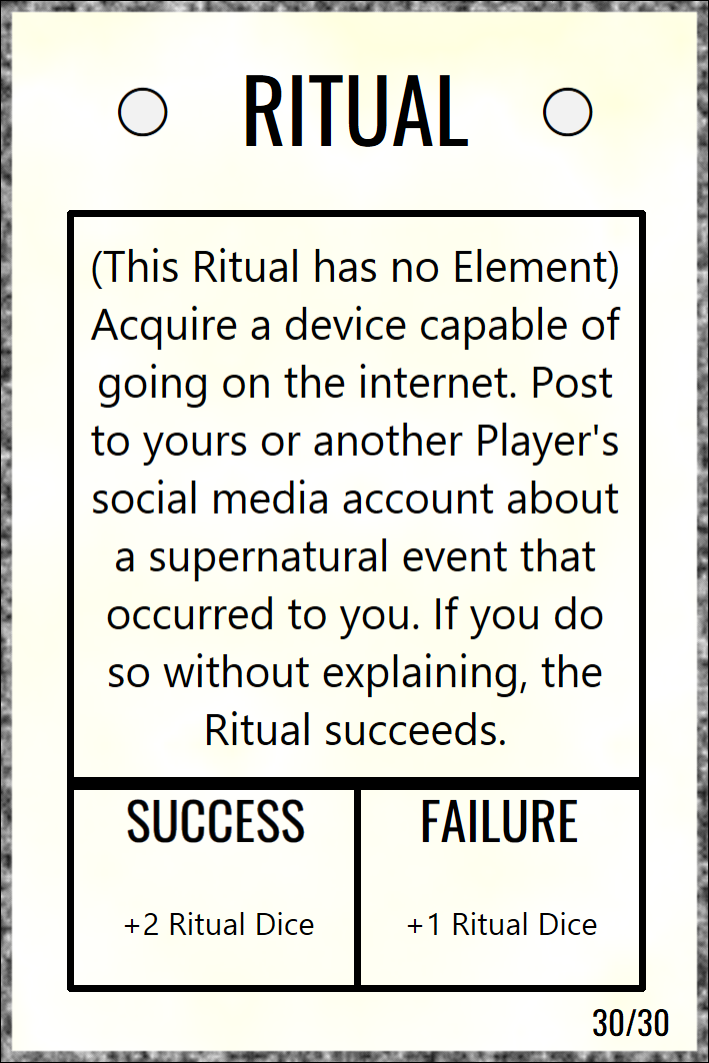 RITUAL
(This Ritual has no Element)
Acquire a device capable of
going on the internet. Post
to yours or another Player's
social media account about
a supernatural event that
occurred to you. If you do
so without explaining, the
Ritual succeeds.
SUCCESS
+2 Ritual Dice
FAILURE
+1 Ritual Dice
30/30